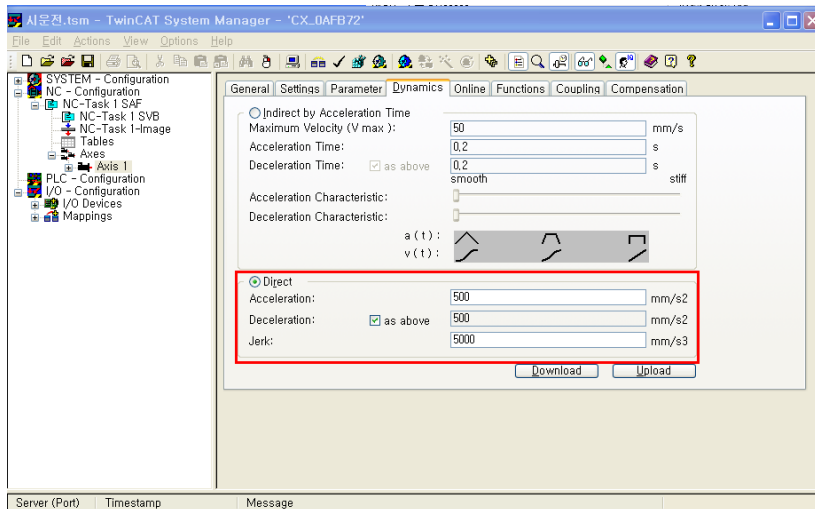 시운전.tsm - TwinCAT System Manager - 'CX_0AFB72'
File Edit Actions View Options Help
SYSTEM - Configuration
NC - Configuration
NC-Task 1 SAF
NC-Task 1 SVB
NC-Task 1-Image
Tables
Axes
Axis 1
PLC - Configuration
I/O - Configuration
I/O Devices
Mappings
General Settings Parameter Dynamics Online Functions Coupling Compensation
Indirect by Acceleration Time
Maximum Velocity (V max ): 50 mm/s
Acceleration Time: 0,2 s
Deceleration Time: as above 0,2 s
smooth stiff
Acceleration Characteristic:
Deceleration Characteristic:
a(t):
v(t):
Direct
Acceleration: 500 mm/s2
Deceleration: as above 500 mm/s2
Jerk: 5000 mm/s3
Download Upload
Server (Port) Timestamp Message